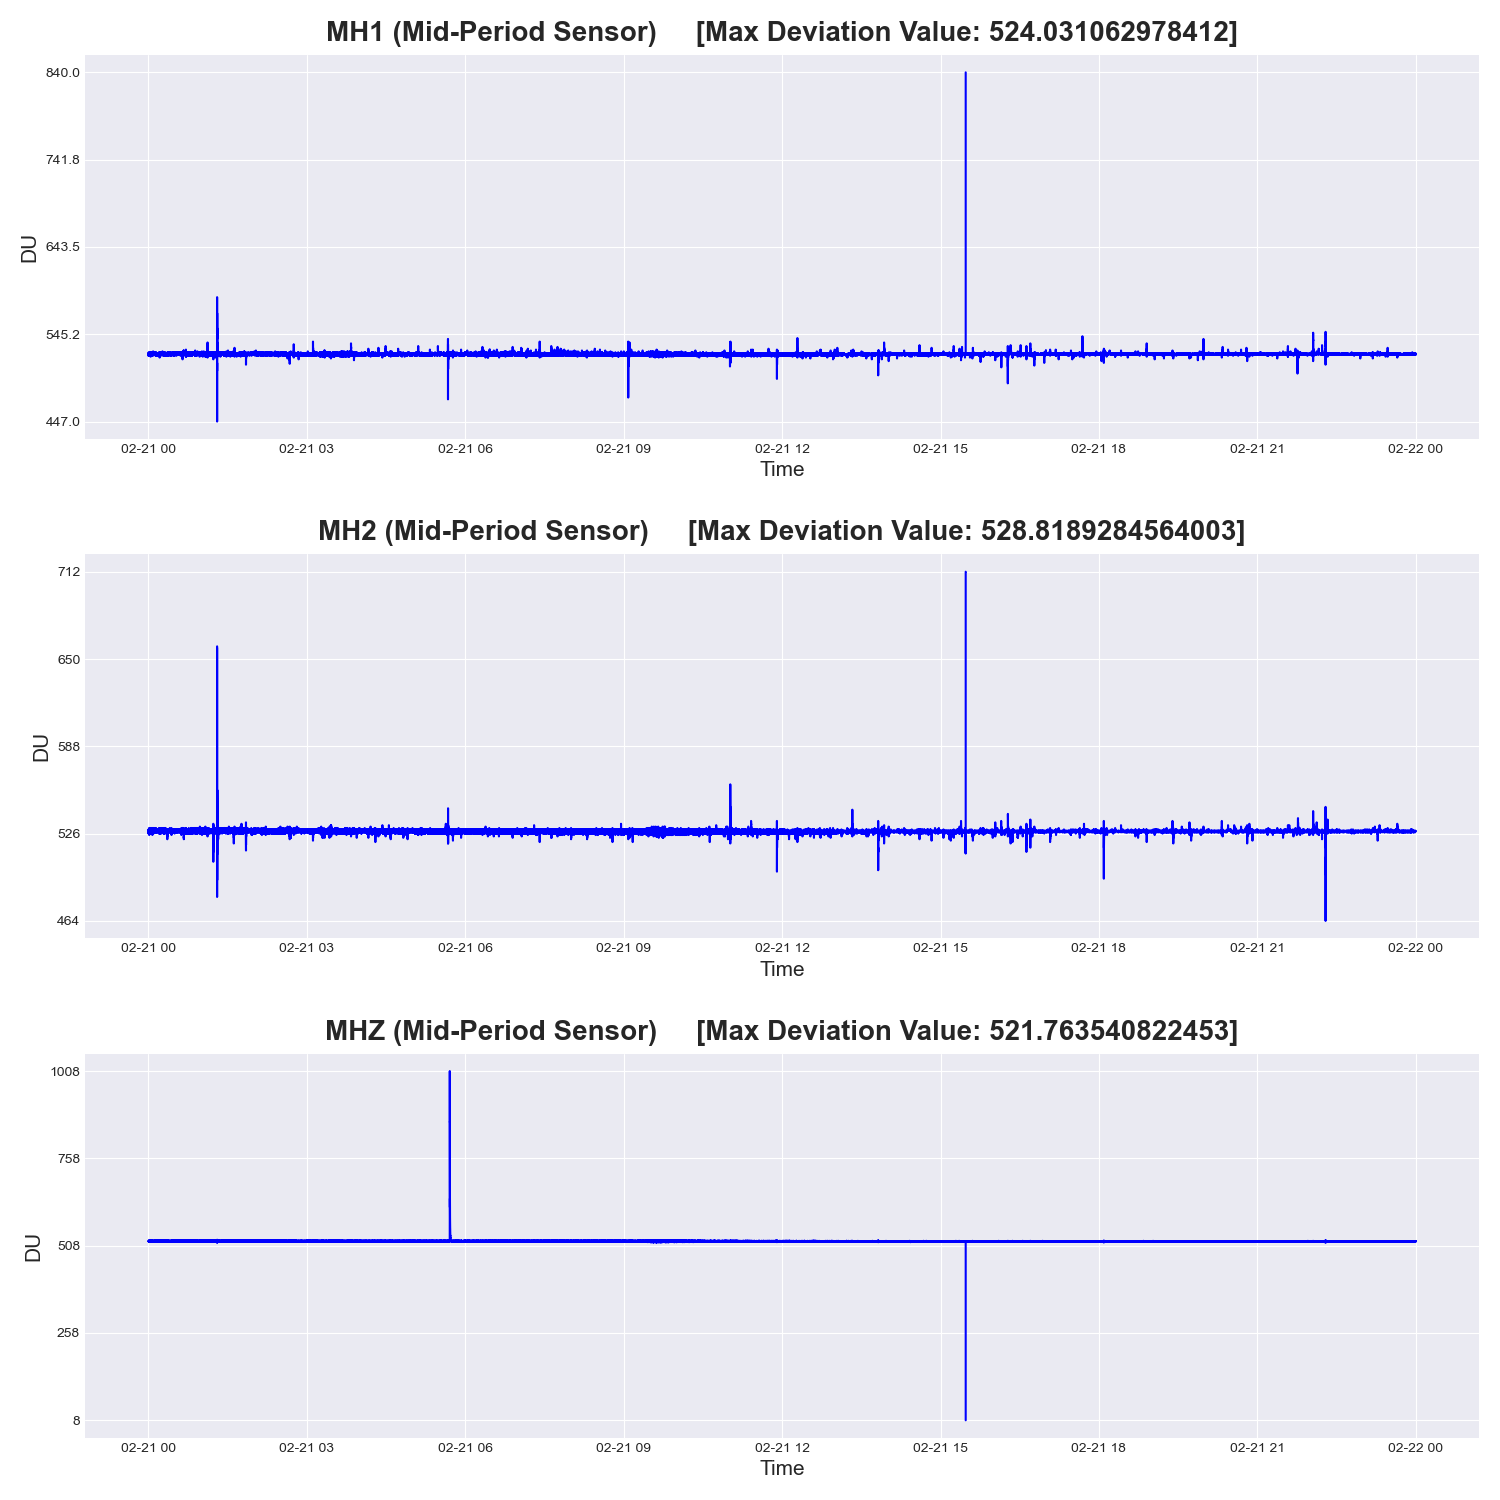 MH1 (Mid-Period Sensor) [Max Deviation Value: 524.031062978412]
840.0
741.8
643.5
545.2
447.0
DU
02-21 00 02-21 03 02-21 06 02-21 09 02-21 12 02-21 15 02-21 18 02-21 21 02-22 00
Time
MH2 (Mid-Period Sensor) [Max Deviation Value: 528.8189284564003]
712
650
588
526
464
DU
02-21 00 02-21 03 02-21 06 02-21 09 02-21 12 02-21 15 02-21 18 02-21 21 02-22 00
Time
MHZ (Mid-Period Sensor) [Max Deviation Value: 521.763540822453]
1008
758
508
258
8
DU
02-21 00 02-21 03 02-21 06 02-21 09 02-21 12 02-21 15 02-21 18 02-21 21 02-22 00
Time